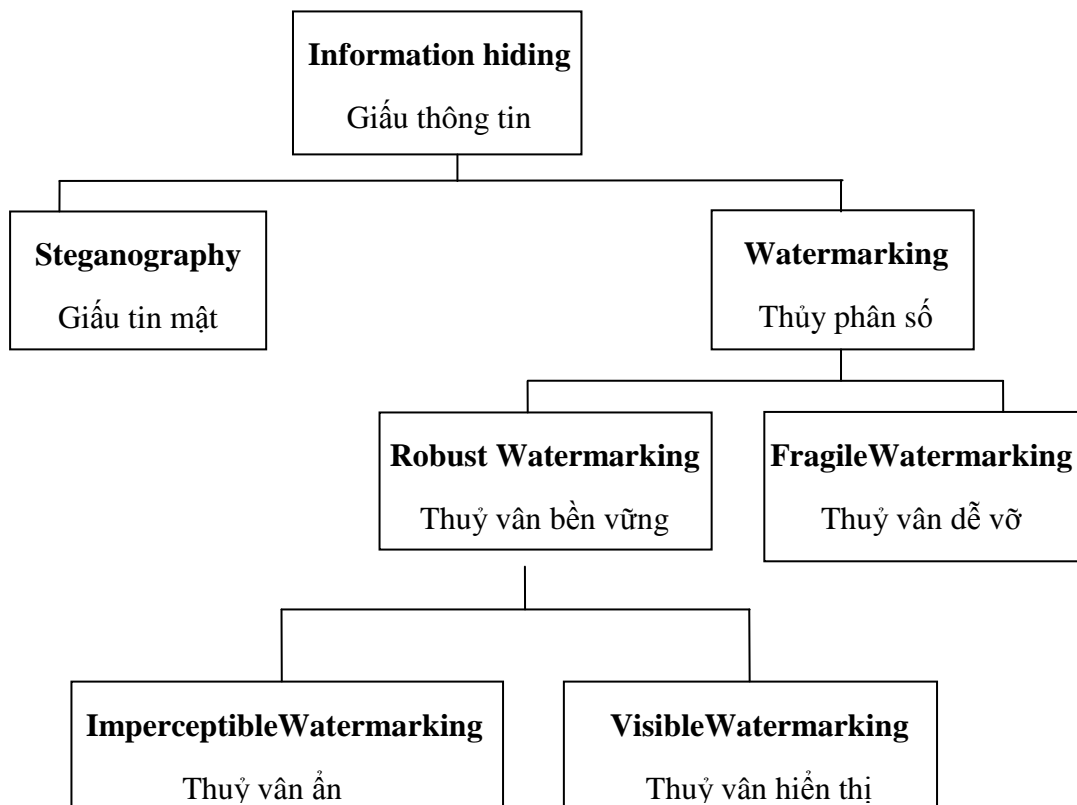 Information hiding
Giấu thông tin
Steganography
Giấu tin mật
Watermarking
Thủy phân số
Robust Watermarking
Thuỷ vân bền vững
FragileWatermarking
Thuỷ vân dễ vỡ
ImperceptibleWatermarking
Thuỷ vân ẩn
VisibleWatermarking
Thuỷ vân hiển thị